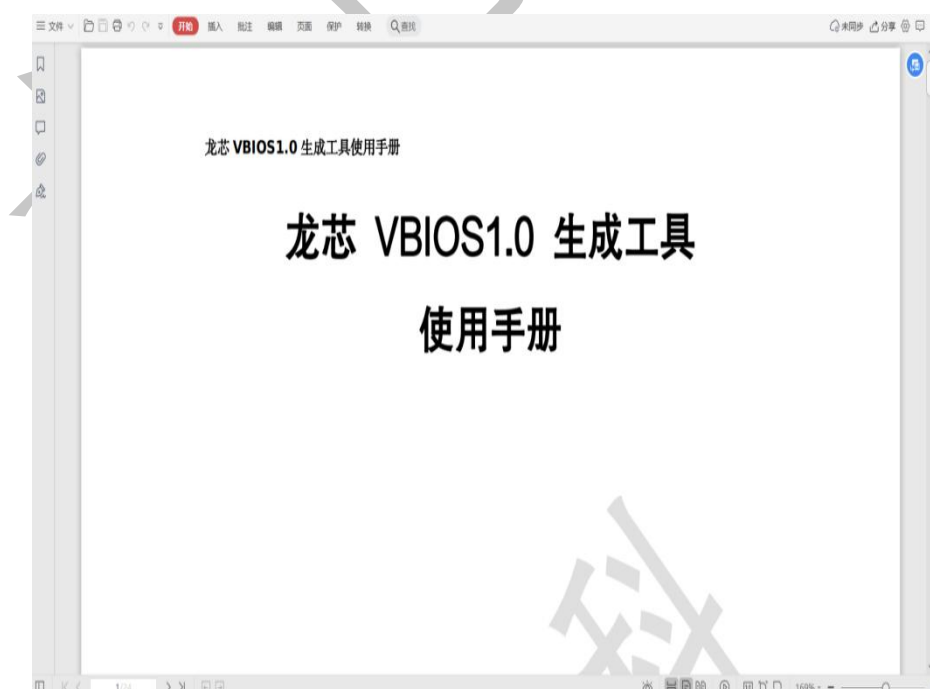 文件 开始 插入 批注 编辑 页面 保护 转换 查找 未同步 分享
龙芯 VBIOS1.0 生成工具使用手册
龙芯 VBIOS1.0 生成工具
使用手册
科
169%